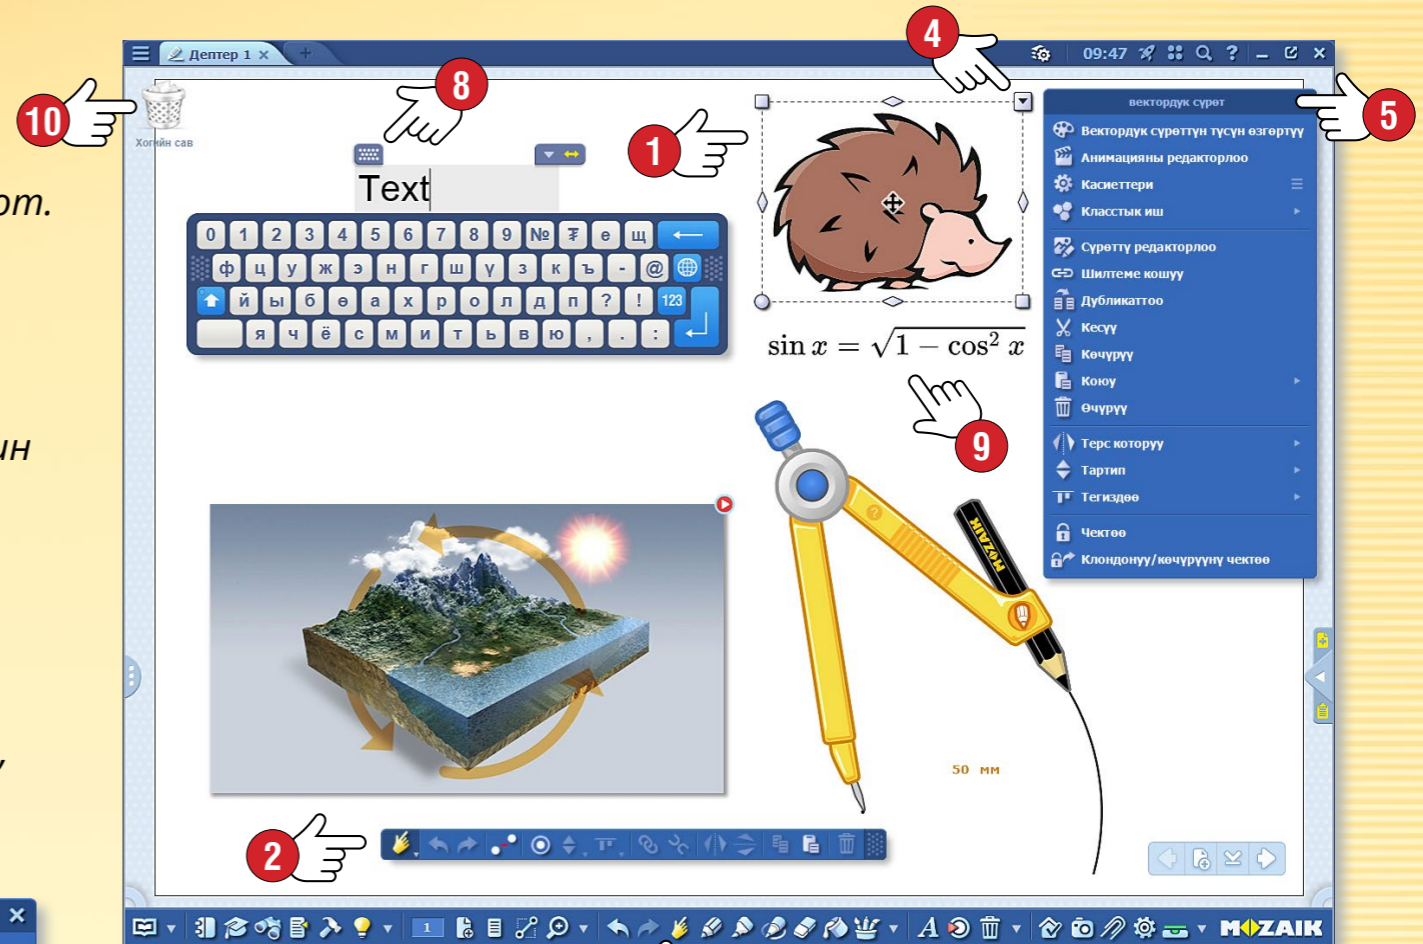 Дептер 1
09:47
4
10
Хогийн сав
8
1
5
вектордук сүрөт
Вектордук сүрөттүн түсүн өзгөртүү
Анимацияны редакторлоо
Касиеттери
Класстык иш
Сүрөттү редакторлоо
Шилтеме кошуу
Дубликаттоо
Кесүү
Көчүрүү
Коюу
Өчүрүү
Терс которуу
Тартип
Тегиздөө
Чектөө
Клондонуу/көчүрүүнү чектөө
Text
0 1 2 3 4 5 6 7 8 9 № ₮ е щ
ф ц у ж э н г ш ү з к ъ - @
й ы б ө а х р о л д п ? ! 123
я ч ё с м и т ь в ю , . :
sin x = √1 − cos² x
9
MOZAIK
50 мм
2
1
A
MOZAIK